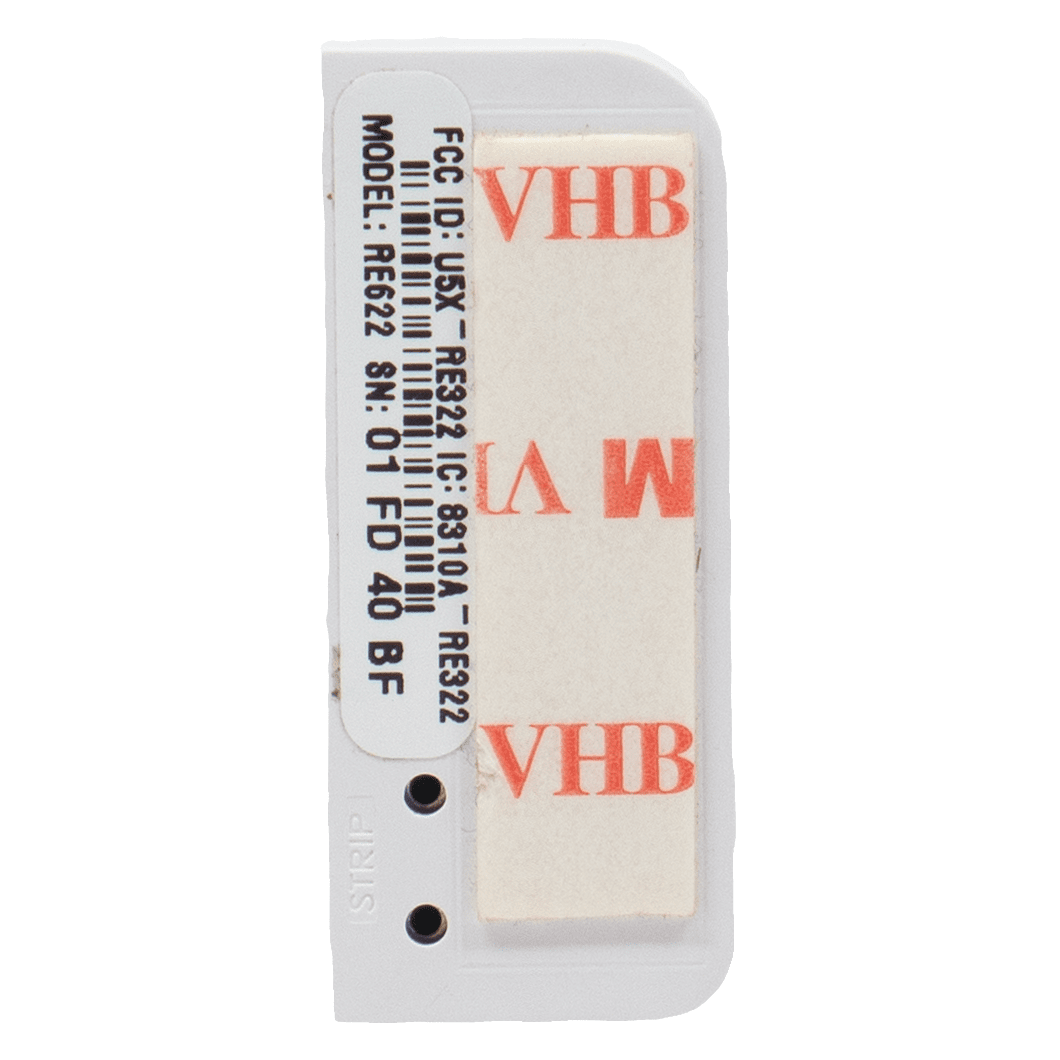 FCC ID: U5X-RE322 IC: 8310A-RE322
MODEL: RE622 SN: 01 FD 40 BF
STRIP
VHB
M V
VHB